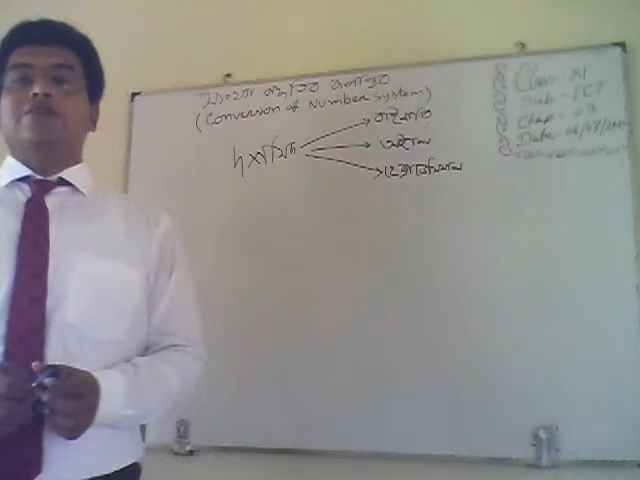 সংখ্যা পদ্ধতির রূপান্তর
(Conversion of Number System)
দশমিক
বাইনারি
অক্টাল
হেক্সাডেসিমাল
Class - XI
Sub - ICT
Chap - 03